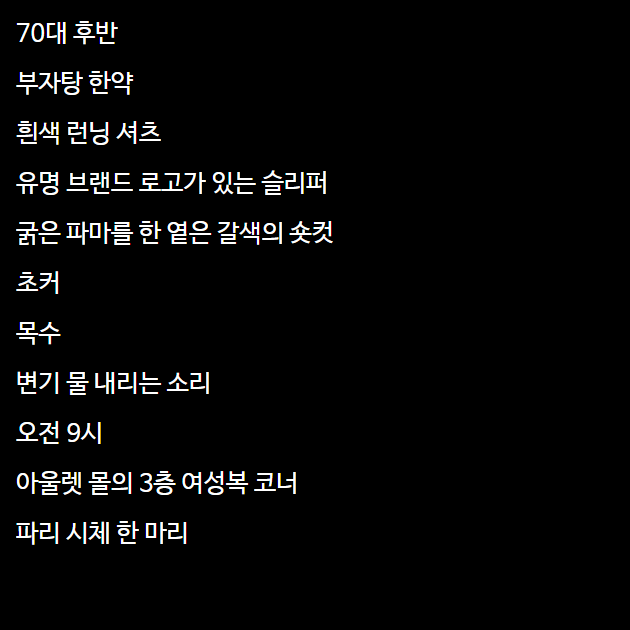 70대 후반
부자탕 한약
흰색 런닝 셔츠
유명 브랜드 로고가 있는 슬리퍼
굵은 파마를 한 옅은 갈색의 숏컷
초커
목수
변기 물 내리는 소리
오전 9시
아울렛 몰의 3층 여성복 코너
파리 시체 한 마리